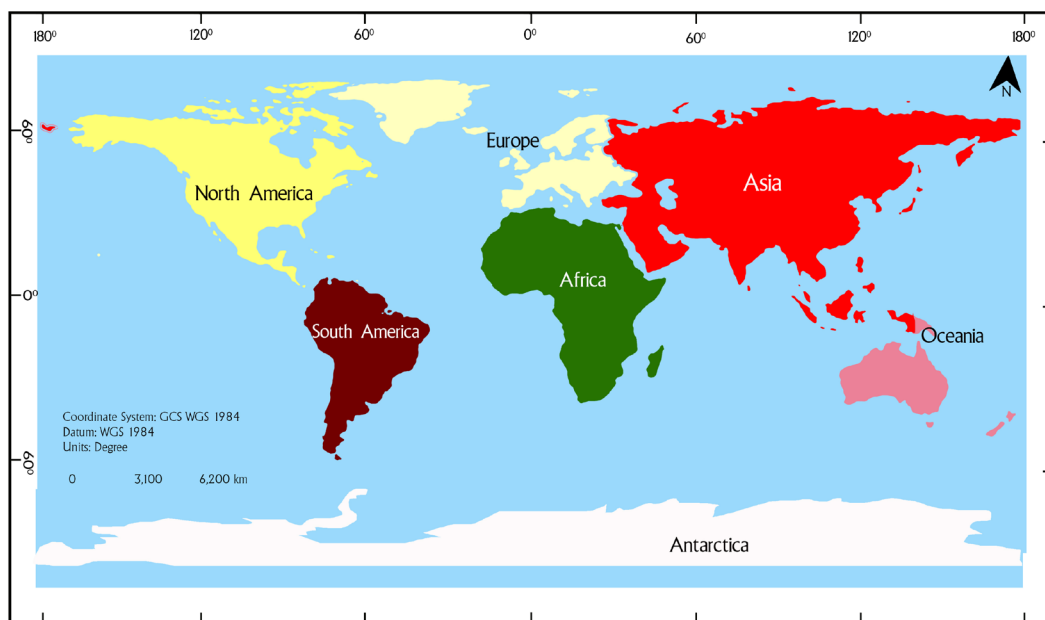 180⁰ 120⁰ 60⁰ 0⁰ 60⁰ 120⁰ 180⁰
N
60⁰
Europe
North America
Asia
Africa
0⁰
South America
Oceania
Coordinate System: GCS WGS 1984
Datum: WGS 1984
Units: Degree
60⁰
0 3,100 6,200 km
Antarctica